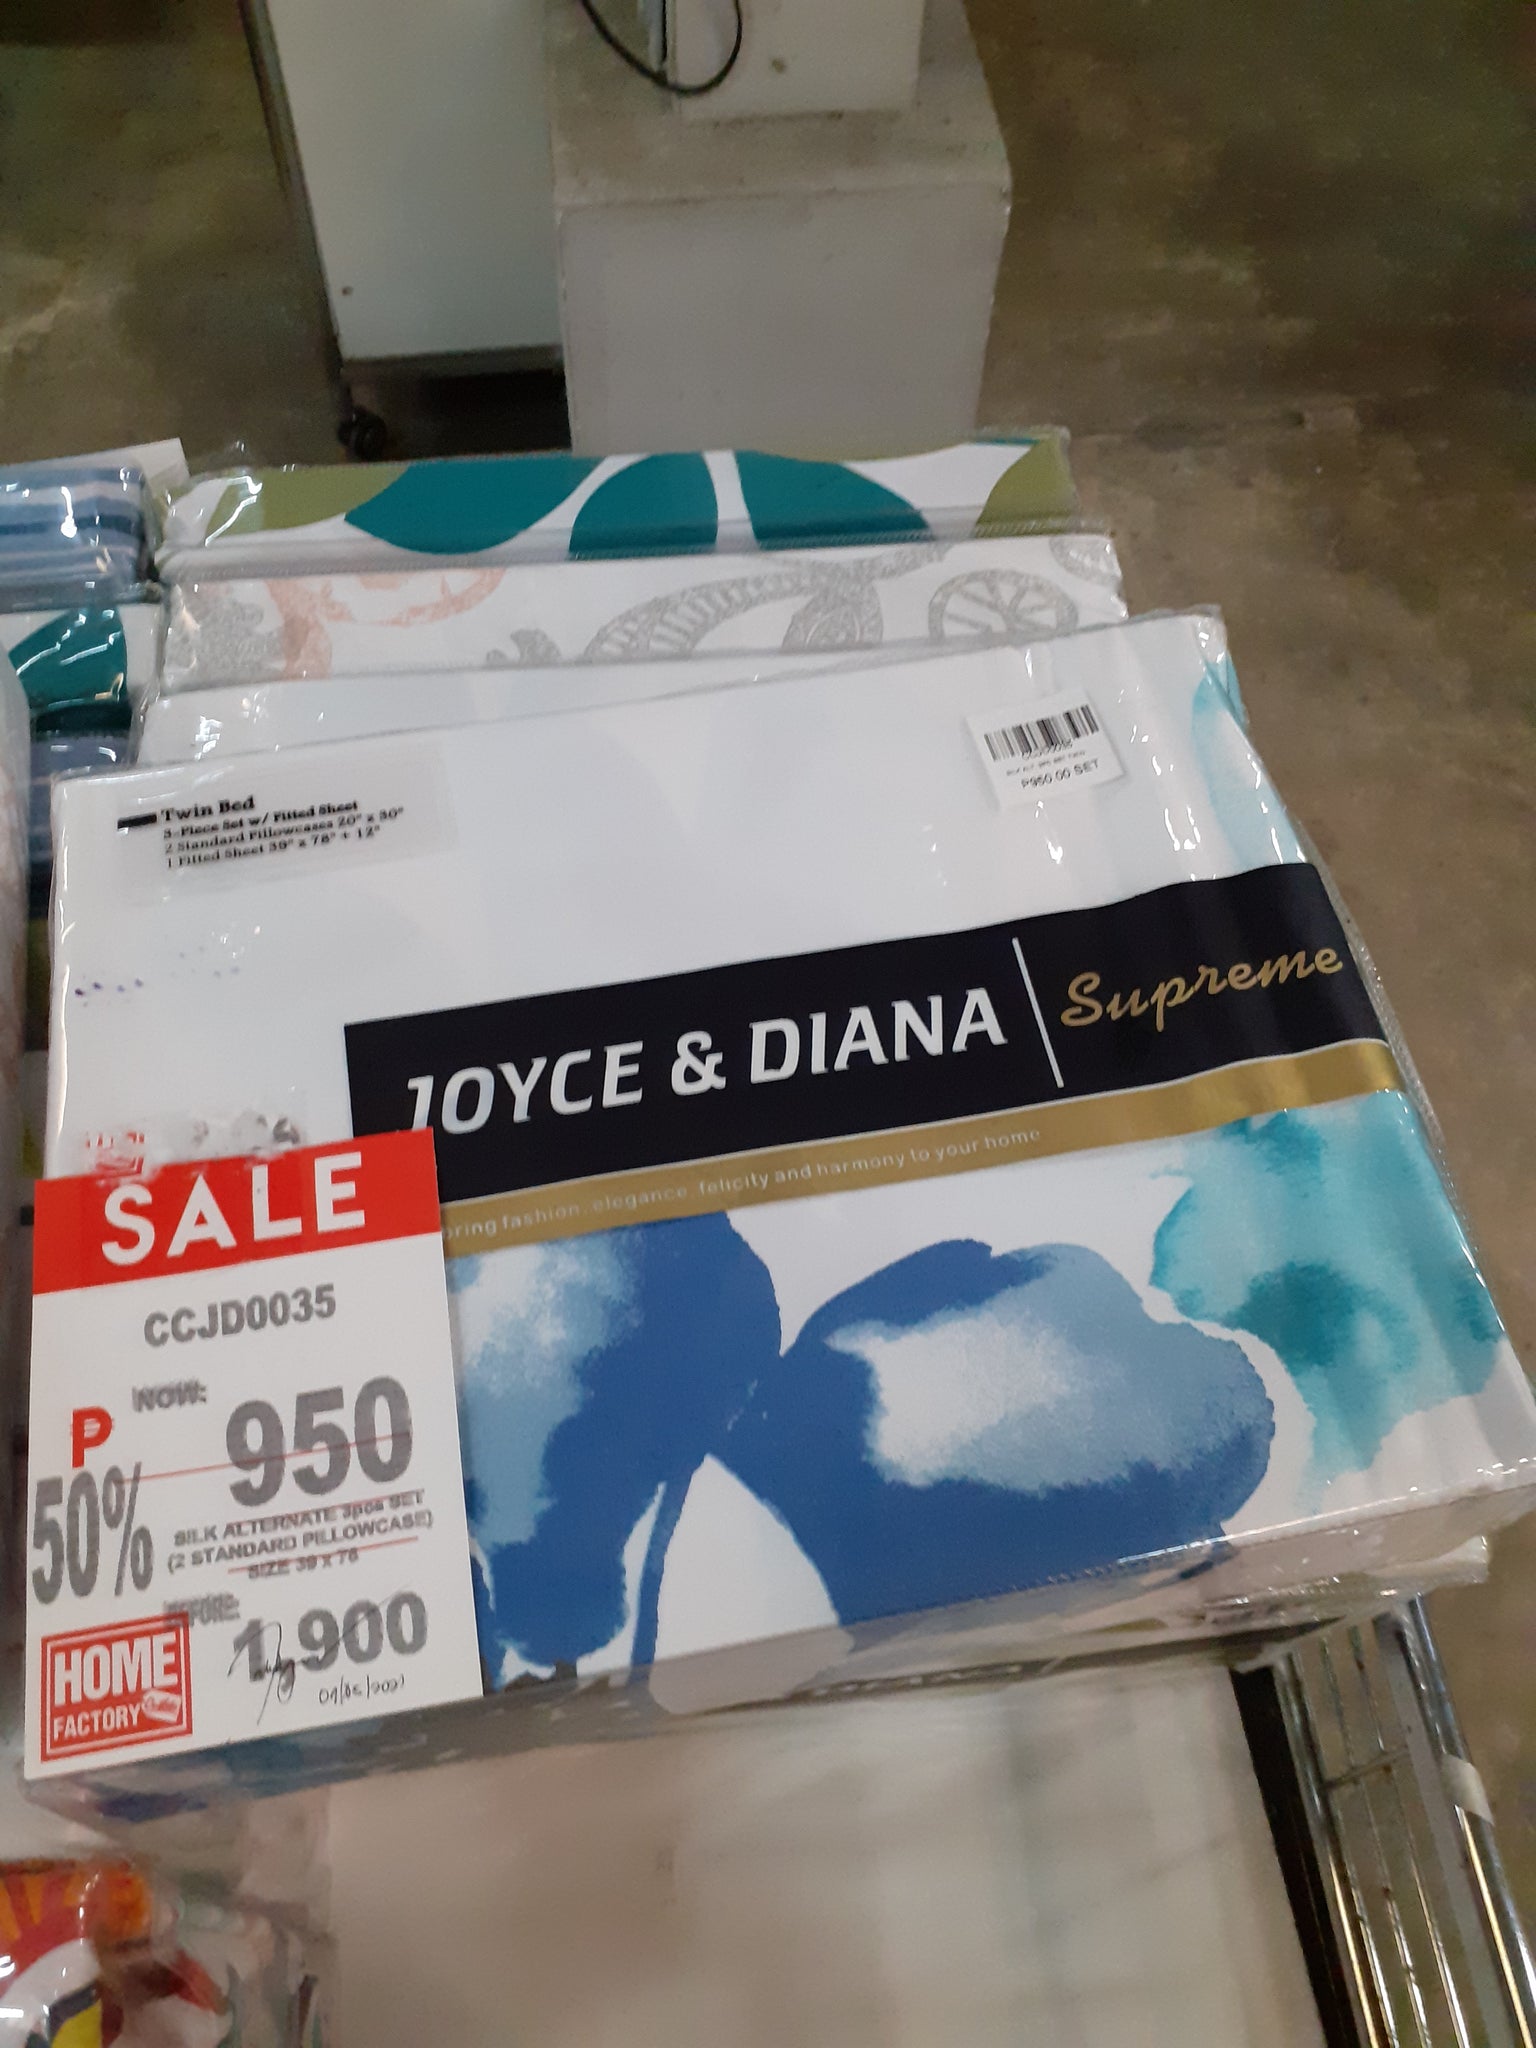 Twin Bed
3-Piece Set w/ Fitted Sheet
2 Standard Pillowcases 20" x 30"
1 Fitted Sheet 39" x 78" + 12"
P950.00 SET
JOYCE & DIANA
Supreme
bring fashion. elegance. felicity and harmony to your home
SALE
CCJD0035
NOW:
₱ 950
50%
SILK ALTERNATE 3pcs SET
(2 STANDARD PILLOWCASE)
SIZE 39 x 76
1,900
HOME
FACTORY